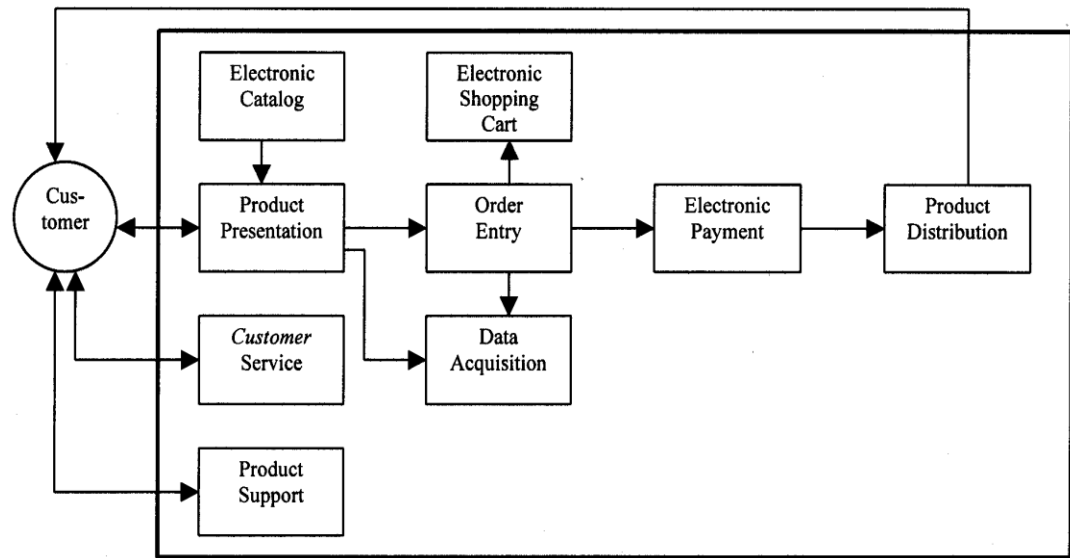 Electronic
Catalog
Electronic
Shopping
Cart
Cus-
tomer
Product
Presentation
Order
Entry
Electronic
Payment
Product
Distribution
Customer
Service
Data
Acquisition
Product
Support